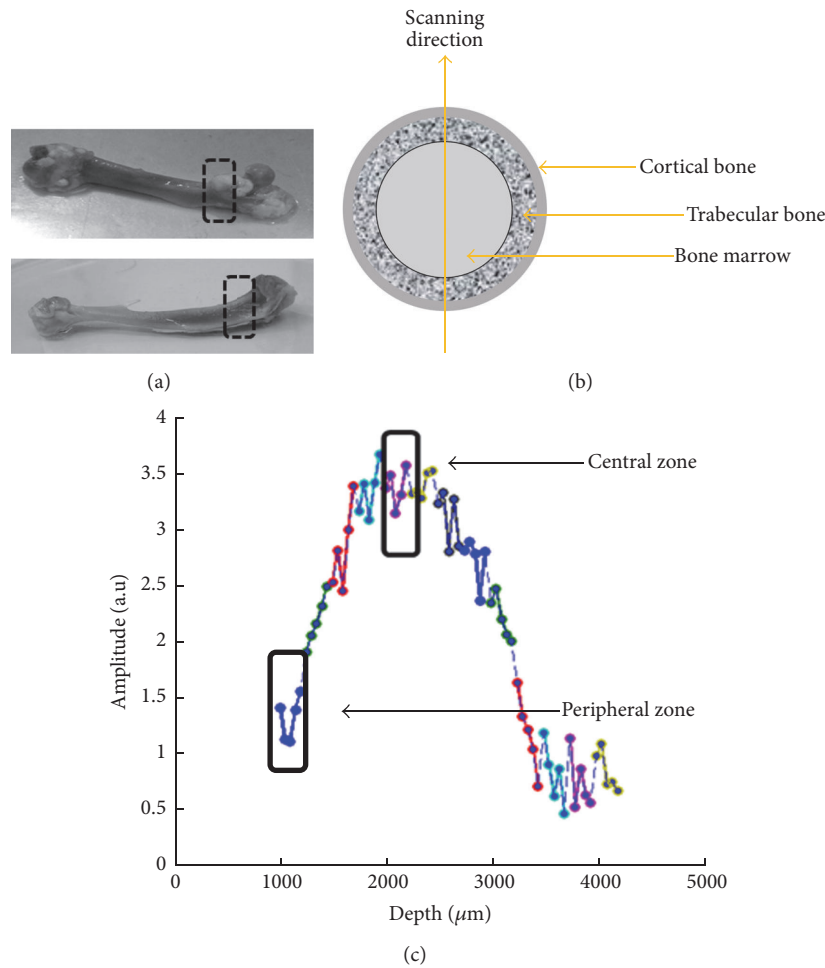 Scanning
direction
Cortical bone
Trabecular bone
Bone marrow
(a)
(b)
4
3.5
3
2.5
2
1.5
1
0.5
0
Amplitude (a.u)
Central zone
Peripheral zone
0
1000
2000
3000
4000
5000
Depth (μm)
(c)